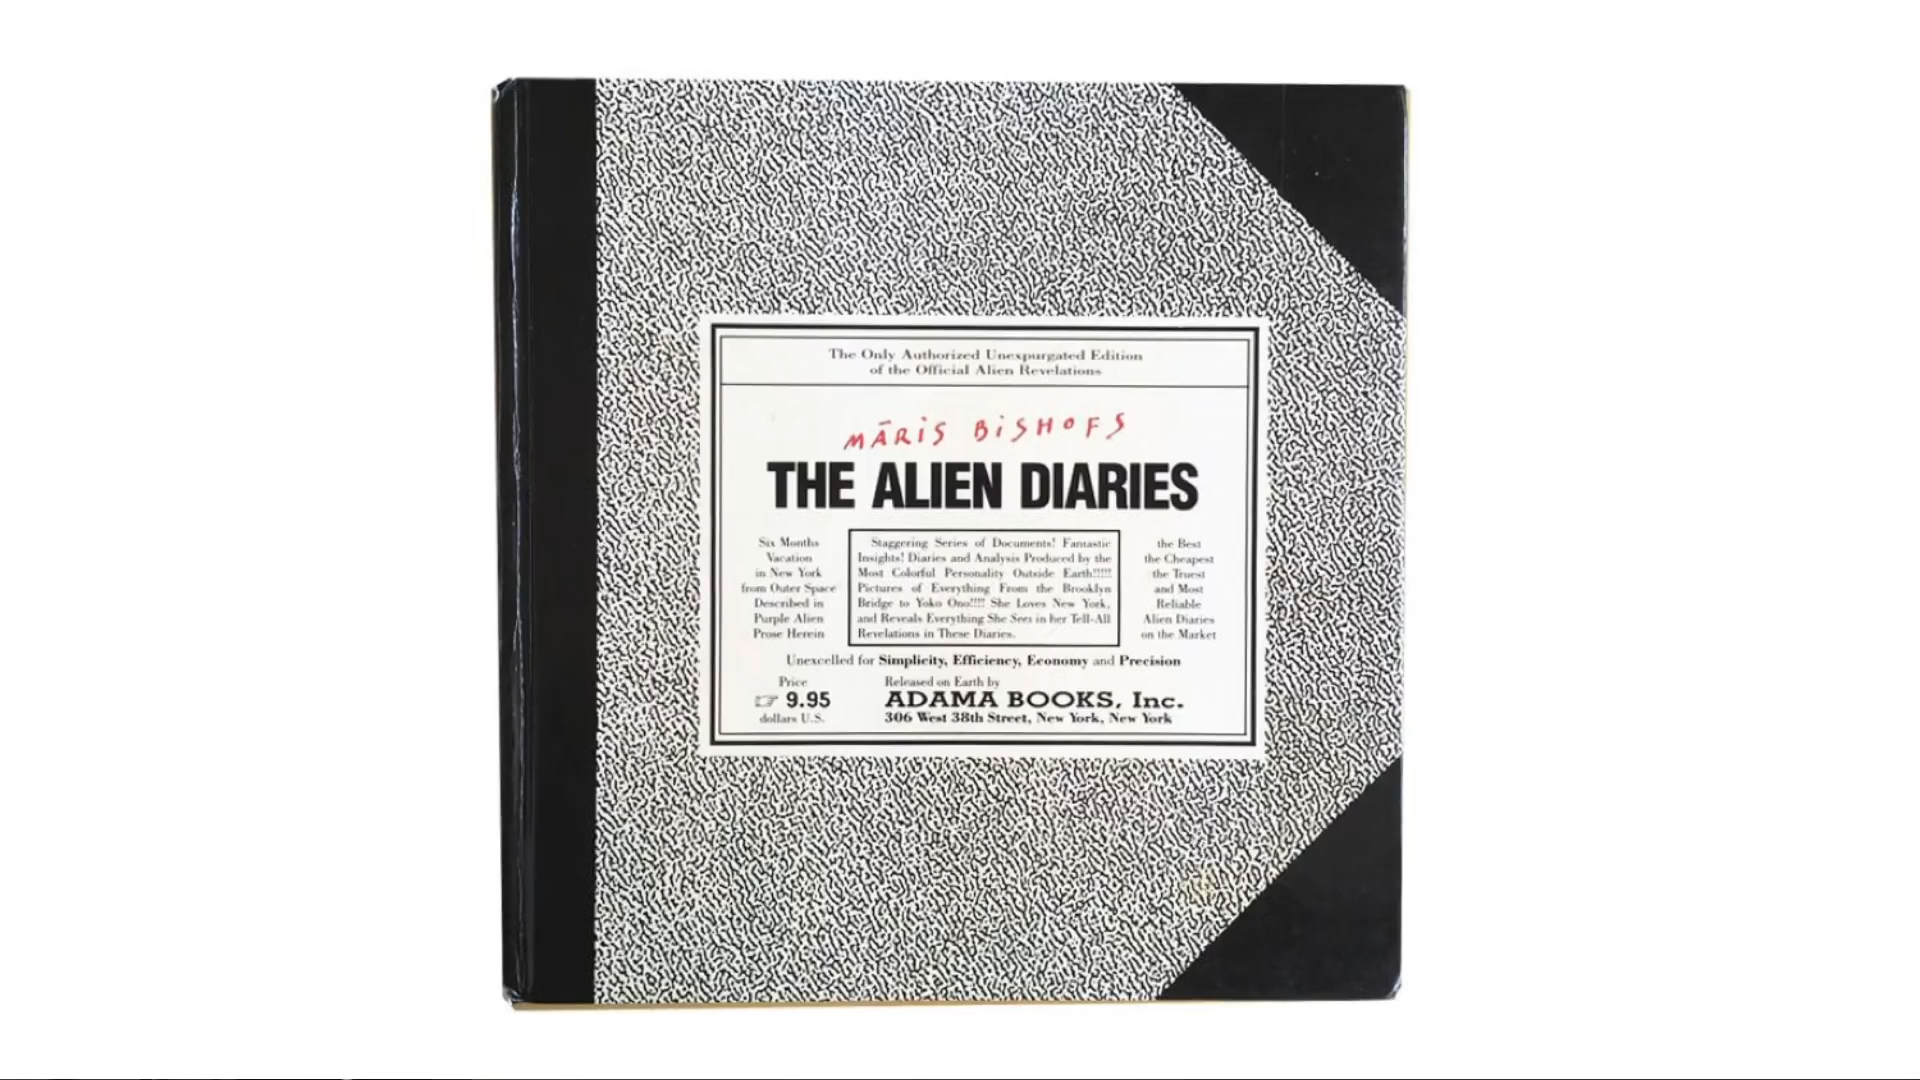 The Only Authorized Unexpurgated Edition
of the Official Alien Revelations
MĀRiS BiSHOFS
THE ALIEN DIARIES
Six Months
Vacation
in New York
from Outer Space
Described in
Purple Alien
Prose Herein
Staggering Series of Documents! Fantastic
Insights! Diaries and Analysis Produced by the
Most Colorful Personality Outside Earth!!!!!
Pictures of Everything From the Brooklyn
Bridge to Yoko Ono!!!! She Loves New York,
and Reveals Everything She Sees in her Tell-All
Revelations in These Diaries.
the Best
the Cheapest
the Truest
and Most
Reliable
Alien Diaries
on the Market
Unexcelled for Simplicity, Efficiency, Economy and Precision
Price
☞ 9.95
dollars U.S.
Released on Earth by
ADAMA BOOKS, Inc.
306 West 38th Street, New York, New York